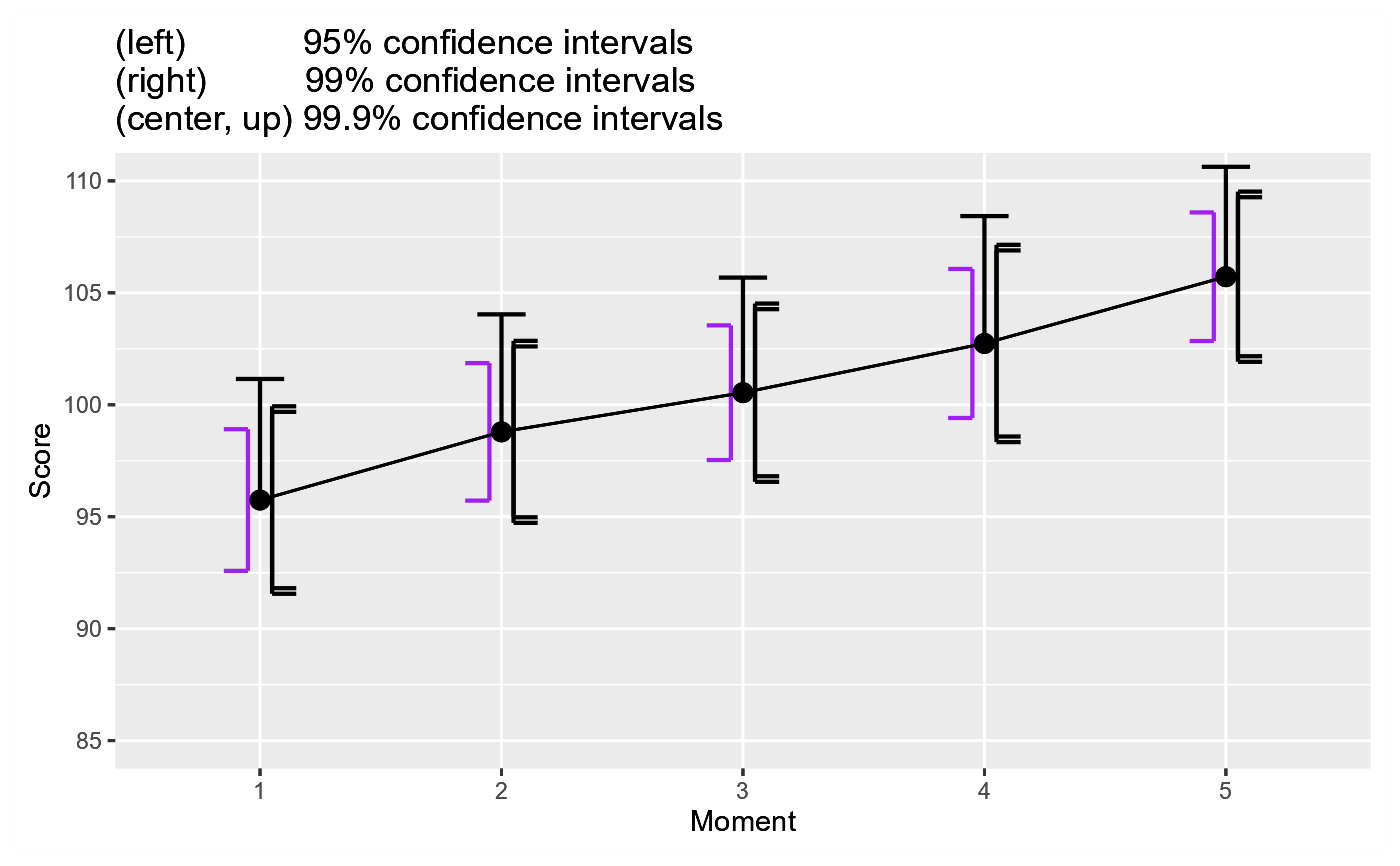 (left) 95% confidence intervals
(right) 99% confidence intervals
(center, up) 99.9% confidence intervals
110
105
100
95
90
85
Score
1 2 3 4 5
Moment